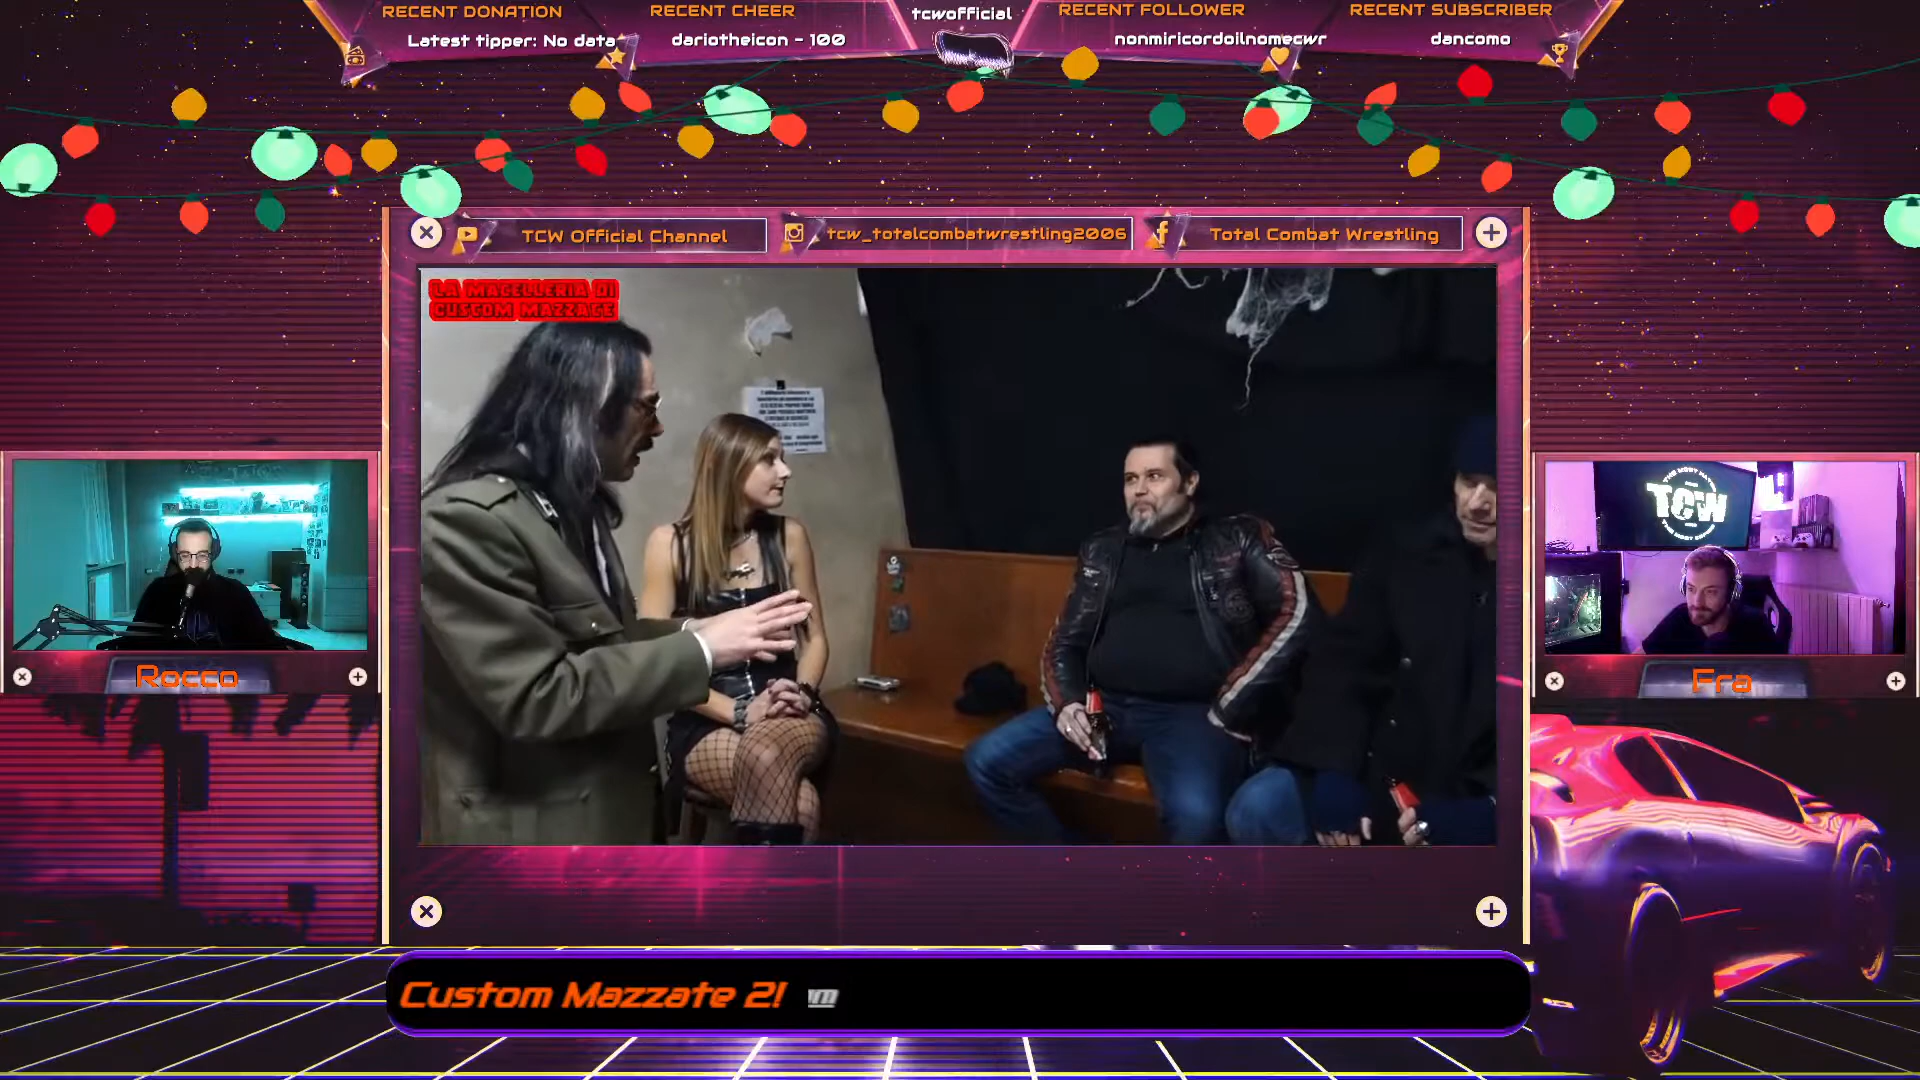 RECENT DONATION
Latest tipper: No data
RECENT CHEER
dariotheicon - 100
tcwofficial
RECENT FOLLOWER
nonmiricordoilnomecwr
RECENT SUBSCRIBER
dancomo
TCW Official Channel
tcw_totalcombatwrestling2006
Total Combat Wrestling
LA MACELLERIA DI
CUSTOM MAZZATE
TCW
Rocco
Fra
Custom Mazzate 2!